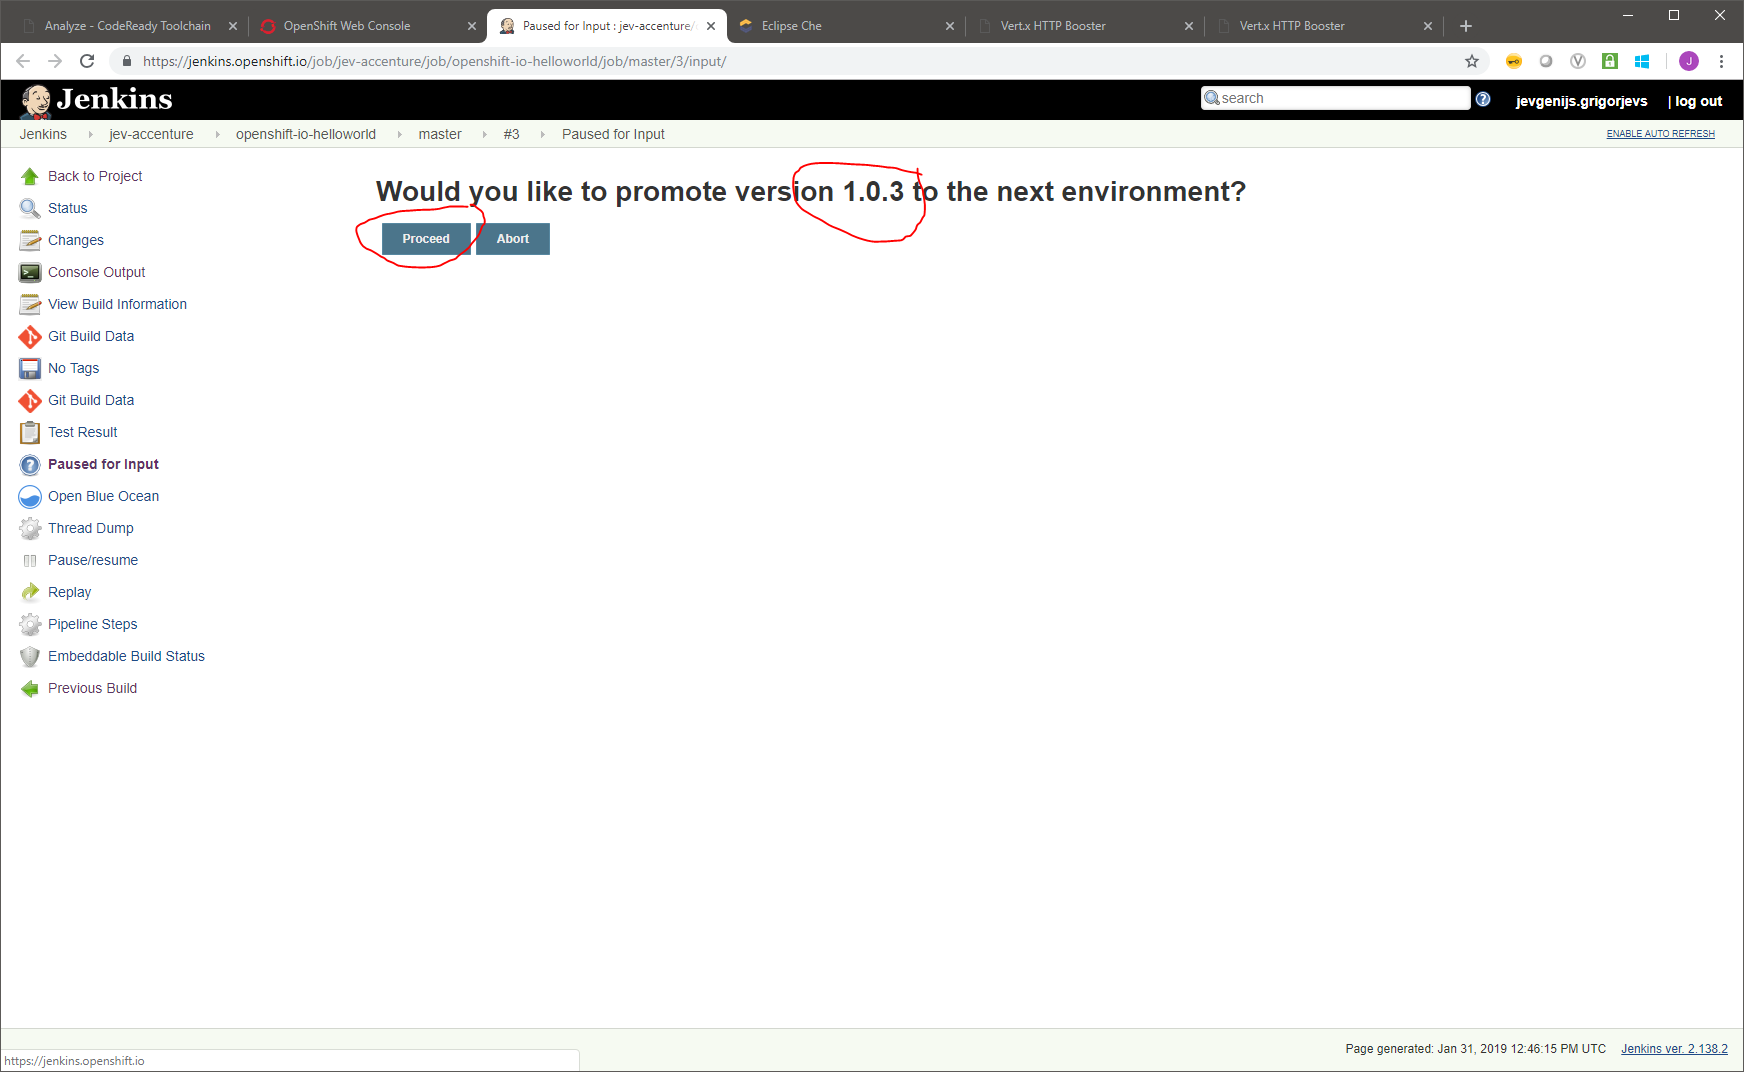 Analyze - CodeReady Toolchain
OpenShift Web Console
Paused for Input : jev-accenture/
Eclipse Che
Vert.x HTTP Booster
Vert.x HTTP Booster
https://jenkins.openshift.io/job/jev-accenture/job/openshift-io-helloworld/job/master/3/input/
J
Jenkins
search
jevgenijs.grigorjevs
| log out
Jenkins
jev-accenture
openshift-io-helloworld
master
#3
Paused for Input
ENABLE AUTO REFRESH
Back to Project
Status
Changes
Console Output
View Build Information
Git Build Data
No Tags
Git Build Data
Test Result
Paused for Input
Open Blue Ocean
Thread Dump
Pause/resume
Replay
Pipeline Steps
Embeddable Build Status
Previous Build
Would you like to promote version 1.0.3 to the next environment?
Proceed
Abort
Page generated: Jan 31, 2019 12:46:15 PM UTC
Jenkins ver. 2.138.2
https://jenkins.openshift.io